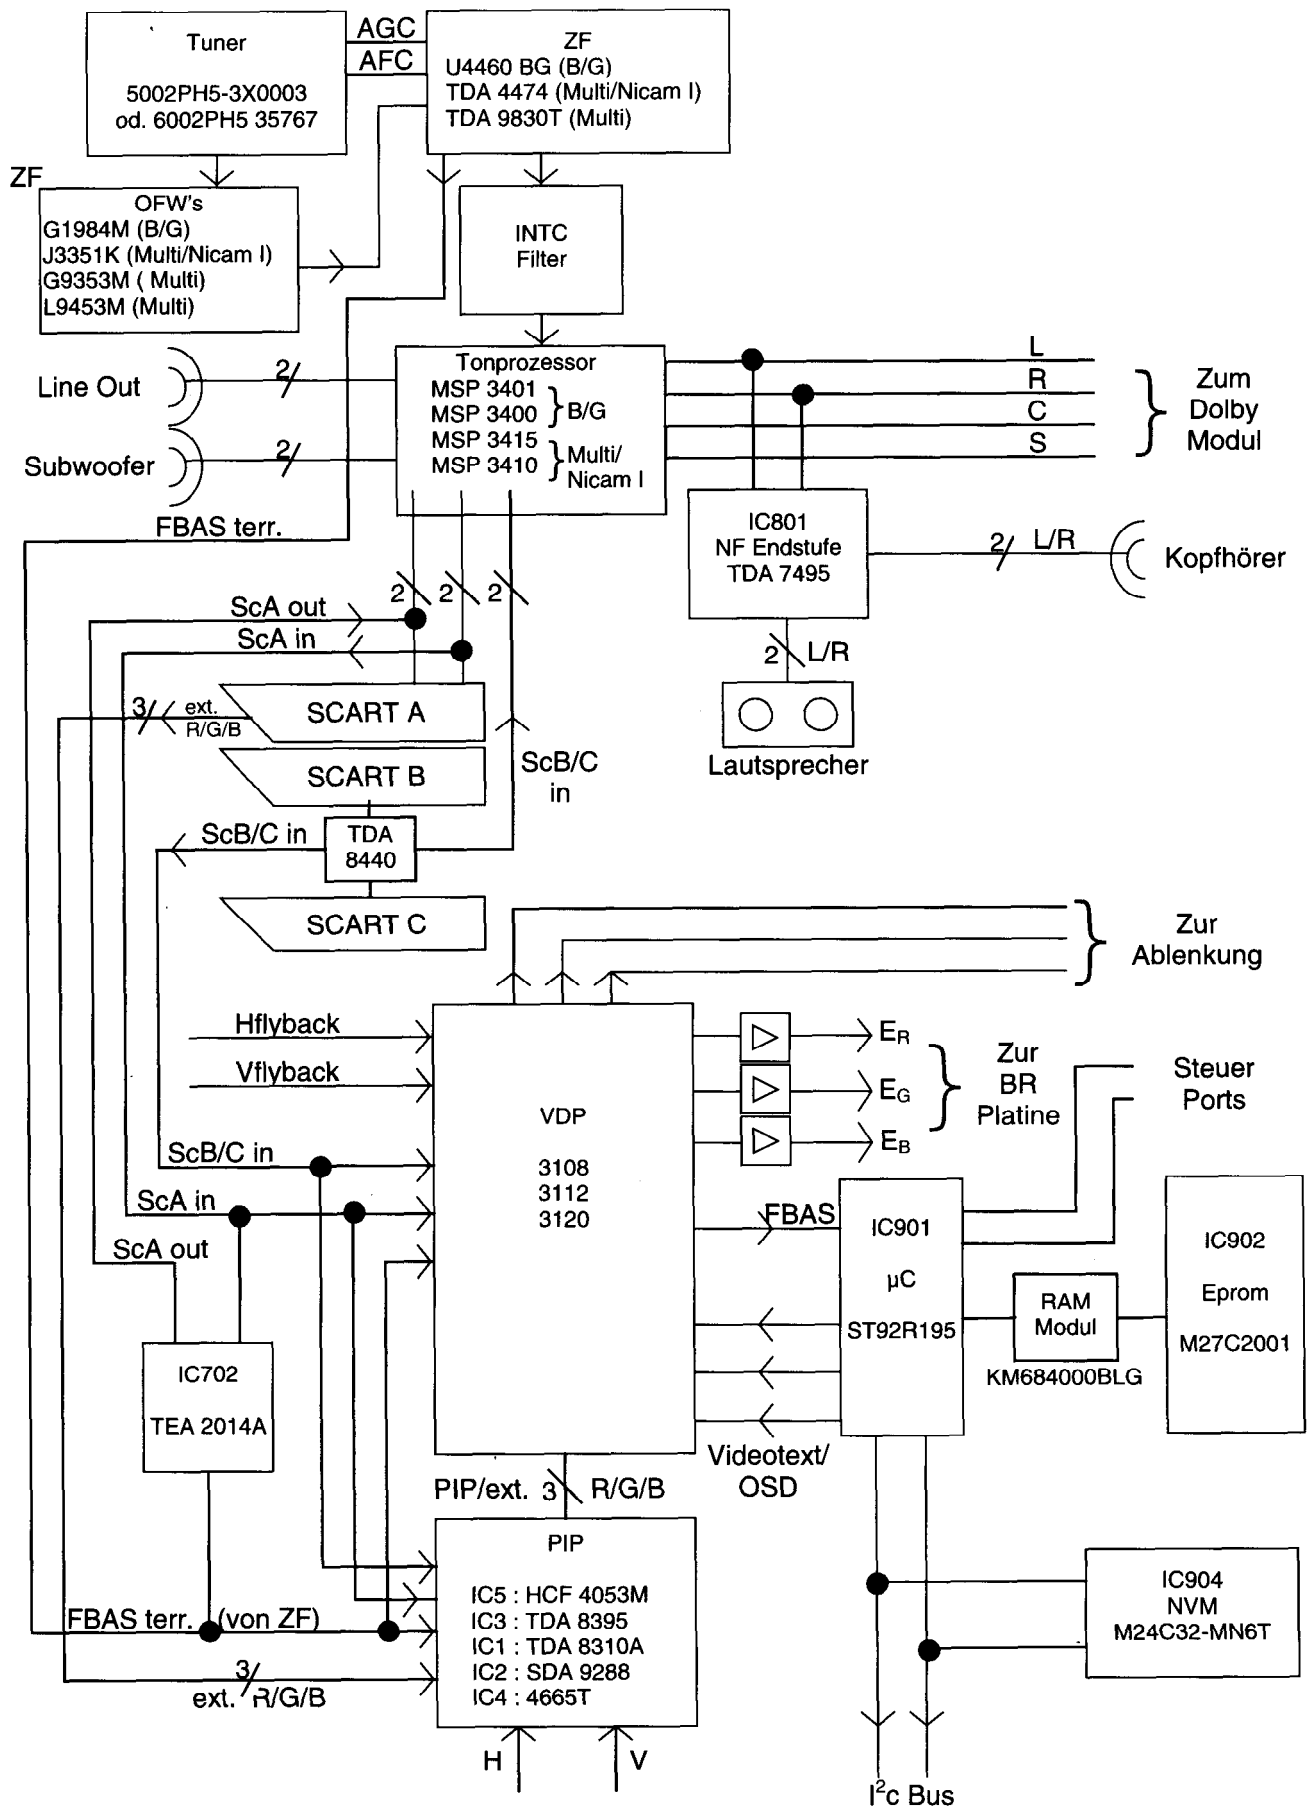 Tuner
5002PH5-3X0003
od. 6002PH5 35767
AGC
AFC
ZF
U4460 BG (B/G)
TDA 4474 (Multi/Nicam I)
TDA 9830T (Multi)
ZF
OFW's
G1984M (B/G)
J3351K (Multi/Nicam I)
G9353M ( Multi)
L9453M (Multi)
INTC
Filter
Line Out
2
Subwoofer
2
Tonprozessor
MSP 3401
MSP 3400
B/G
MSP 3415
MSP 3410
Multi/
Nicam I
L
R
C
S
Zum
Dolby
Modul
FBAS terr.
IC801
NF Endstufe
TDA 7495
2
L/R
Kopfhörer
2
2
2
ScA out
ScA in
2
L/R
Lautsprecher
3
ext.
R/G/B
SCART A
SCART B
ScB/C
in
ScB/C in
TDA
8440
SCART C
Zur
Ablenkung
Hflyback
Vflyback
VDP
3108
3112
3120
ER
EG
EB
Zur
BR
Platine
Steuer
Ports
ScB/C in
ScA in
ScA out
FBAS
IC901
µC
ST92R195
RAM
Modul
KM684000BLG
IC902
Eprom
M27C2001
IC702
TEA 2014A
Videotext/
OSD
PIP/ext.
3
R/G/B
PIP
IC5 : HCF 4053M
IC3 : TDA 8395
IC1 : TDA 8310A
IC2 : SDA 9288
IC4 : 4665T
FBAS terr.
(von ZF)
3
ext.
R/G/B
IC904
NVM
M24C32-MN6T
H
V
I²c Bus